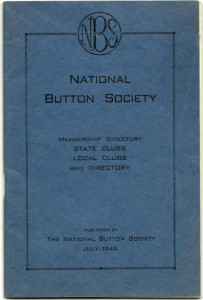 NBS
NATIONAL
BUTTON SOCIETY
MEMBERSHIP DIRECTORY
STATE CLUBS
LOCAL CLUBS
AND DIRECTORY
PUBLISHED BY
THE NATIONAL BUTTON SOCIETY
JULY, 1945